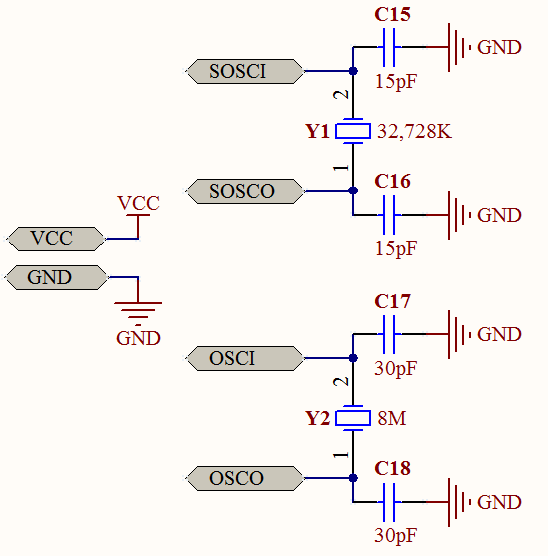 C15
SOSCI
GND
15pF
2
Y1
32,728K
1
C16
SOSCO
VCC
GND
15pF
VCC
GND
C17
GND
GND
OSCI
30pF
2
Y2
8M
1
C18
OSCO
GND
30pF